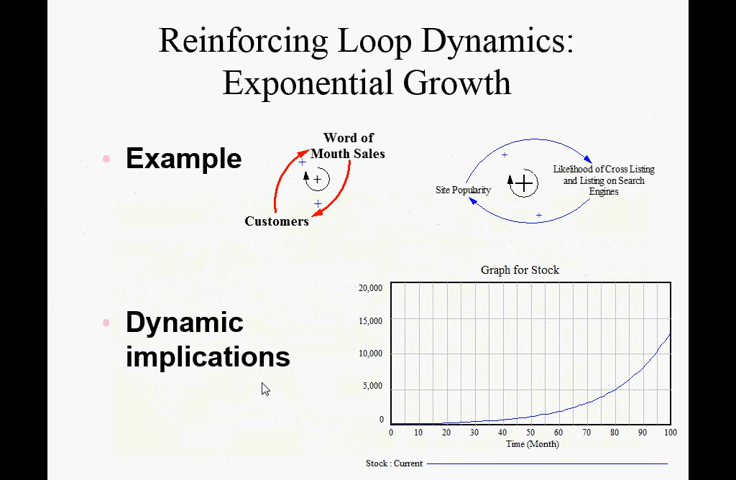 Reinforcing Loop Dynamics:
Exponential Growth
Example
Word of
Mouth Sales
+
+
+
Customers
+
Likelihood of Cross Listing
and Listing on Search
Engines
Site Popularity
+
+
Dynamic
implications
Graph for Stock
20,000
15,000
10,000
5,000
0
0 10 20 30 40 50 60 70 80 90 100
Time (Month)
Stock : Current